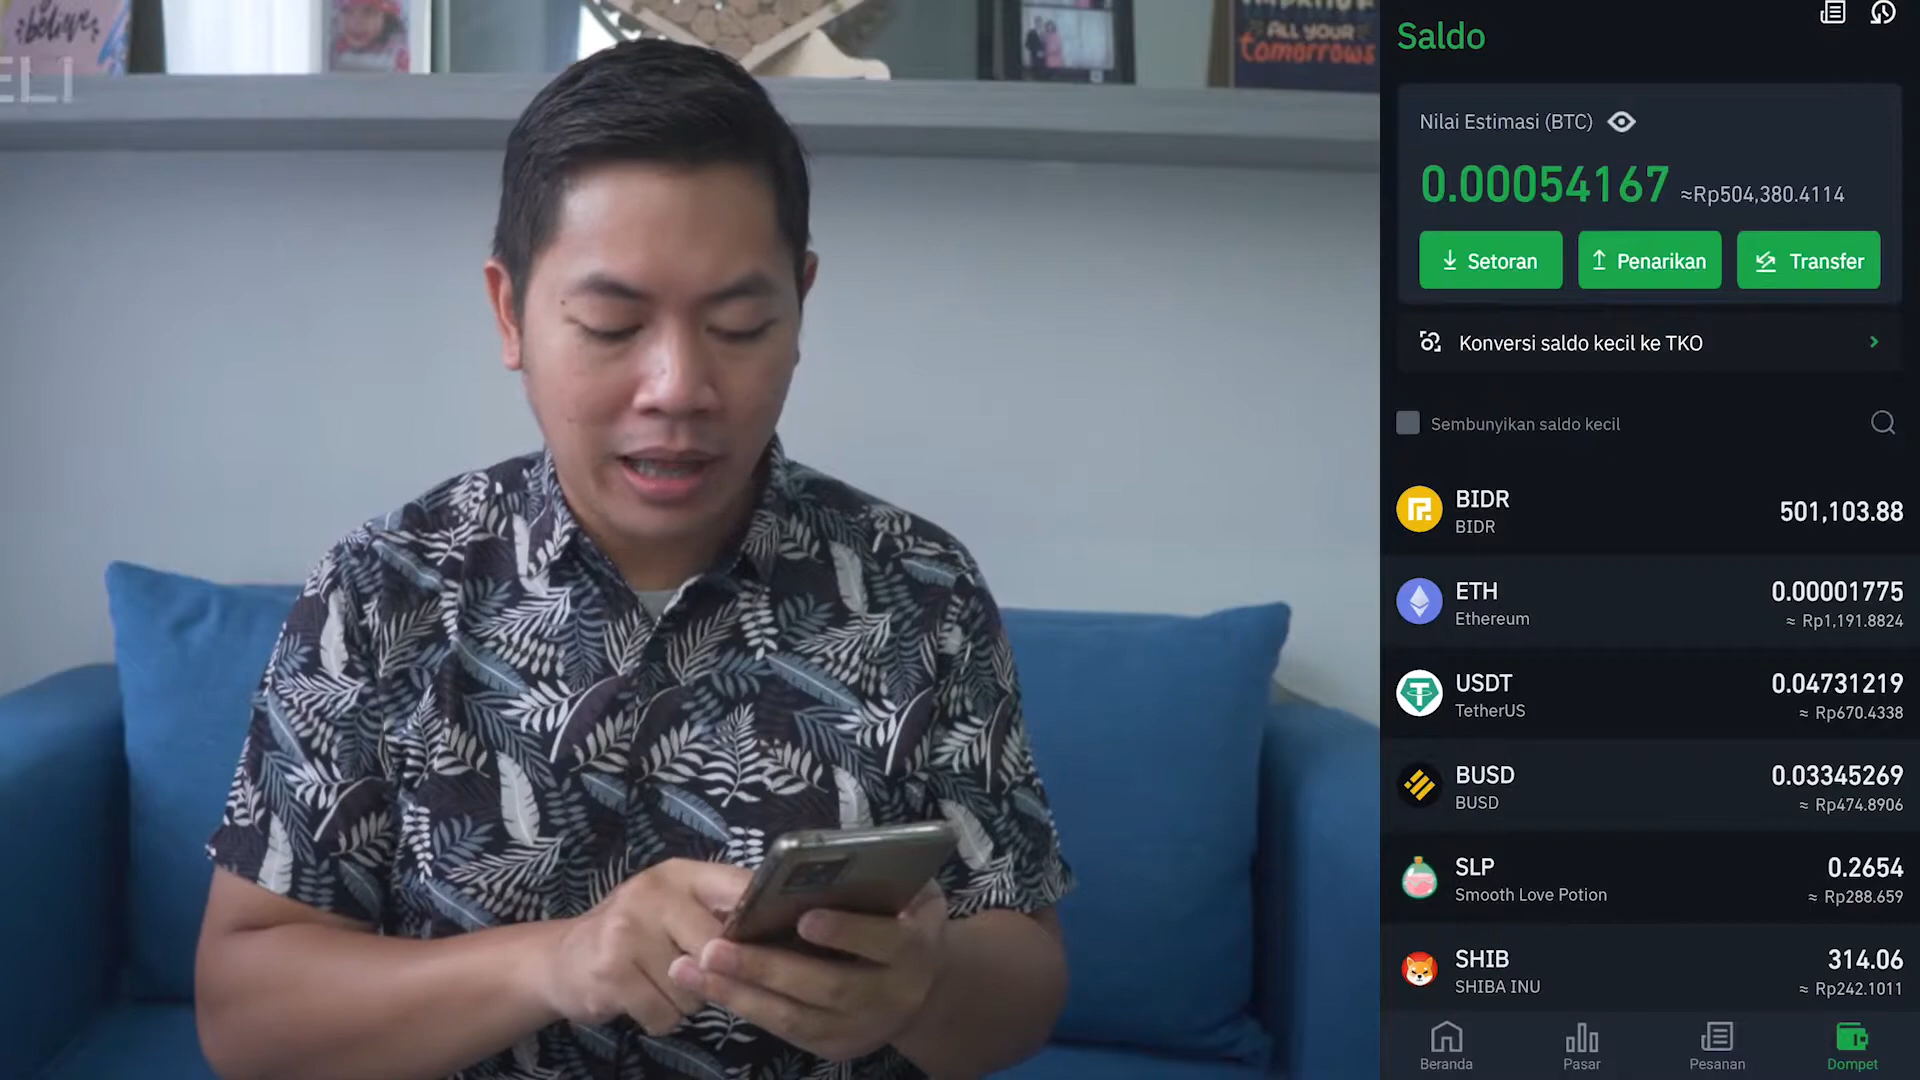 believe
ALL YOUR
tomorrows
ELI
Saldo
Nilai Estimasi (BTC)
0.00054167 ≈Rp504,380.4114
Setoran
Penarikan
Transfer
Konversi saldo kecil ke TKO
Sembunyikan saldo kecil
BIDR
BIDR
501,103.88
ETH
Ethereum
0.00001775
≈ Rp1,191.8824
USDT
TetherUS
0.04731219
≈ Rp670.4338
BUSD
BUSD
0.03345269
≈ Rp474.8906
SLP
Smooth Love Potion
0.2654
≈ Rp288.659
SHIB
SHIBA INU
314.06
≈ Rp242.1011
Beranda
Pasar
Pesanan
Dompet